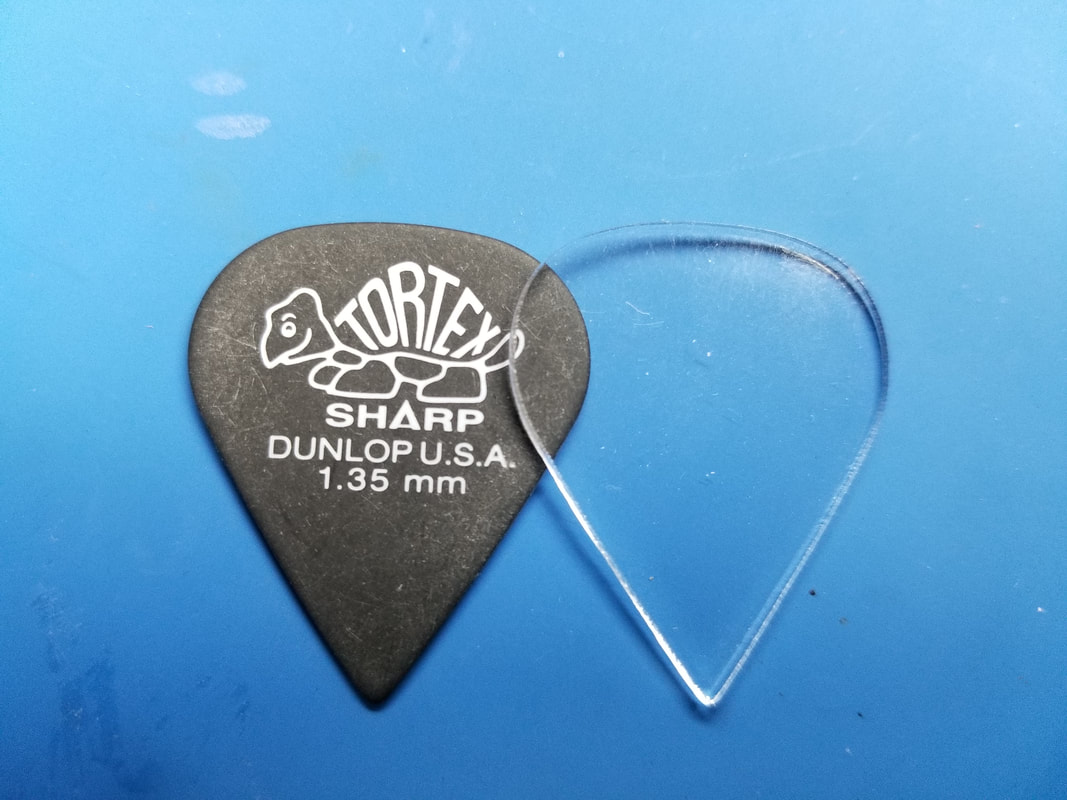 TORTEX
SHARP
DUNLOP U.S.A.
1.35 mm